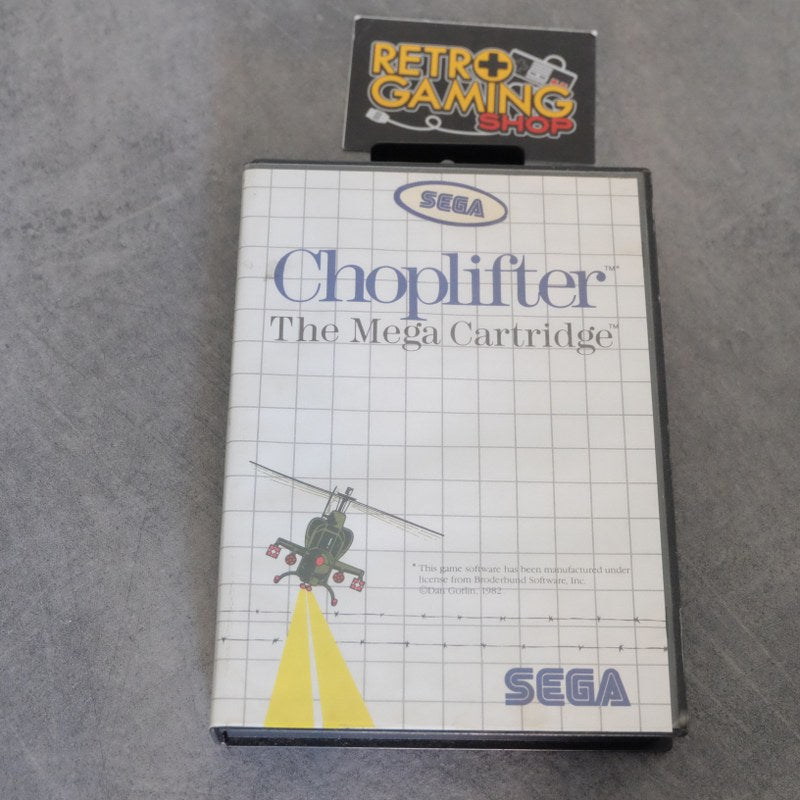 RETRO
GAMING
SHOP
SEGA
Choplifter™*
The Mega Cartridge™
* This game software has been manufactured under
license from Broderbund Software, Inc.
©Dan Gorlin, 1982
SEGA